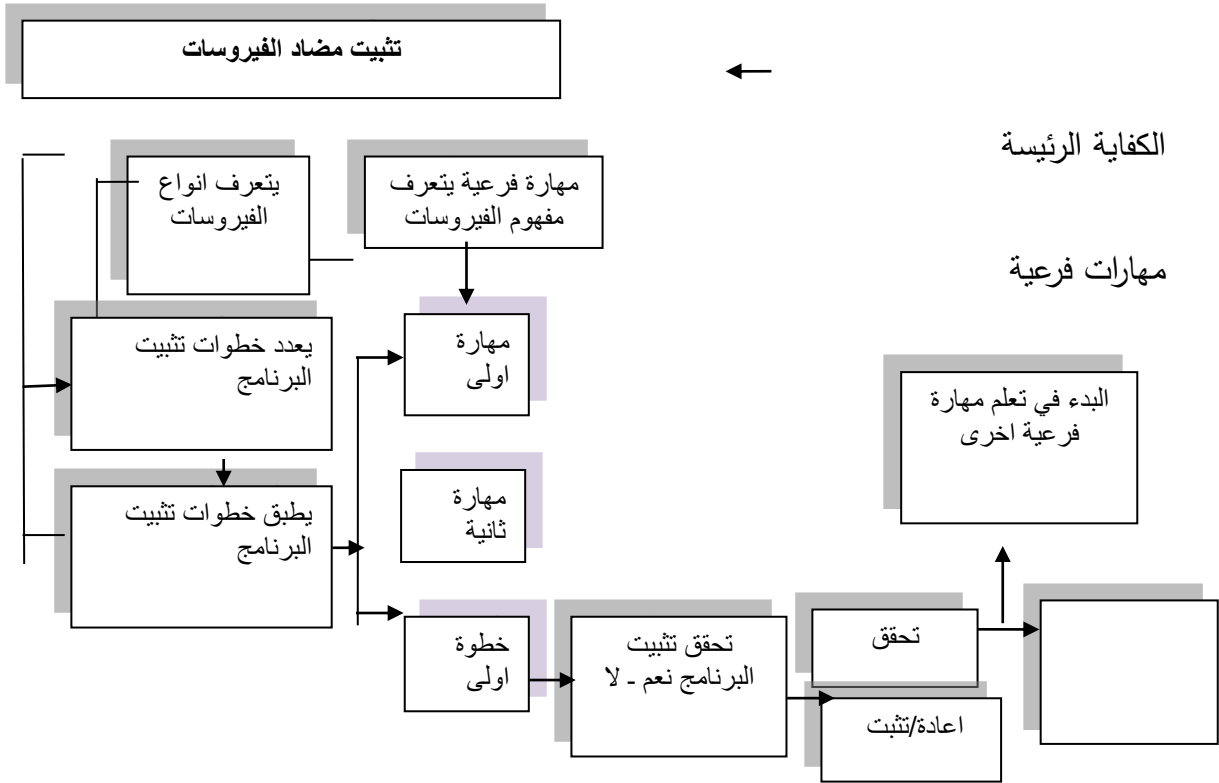 تثبيت مضاد الفيروسات
الكفاية الرئيسة
مهارة فرعية يتعرف
مفهوم الفيروسات
يتعرف انواع
الفيروسات
مهارات فرعية
يعدد خطوات تثبيت
البرنامج
مهارة
اولى
البدء في تعلم مهارة
فرعية اخرى
يطبق خطوات تثبيت
البرنامج
مهارة
ثانية
خطوة
اولى
تحقق تثبيت
البرنامج نعم ـ لا
تحقق
اعادة/تثبت